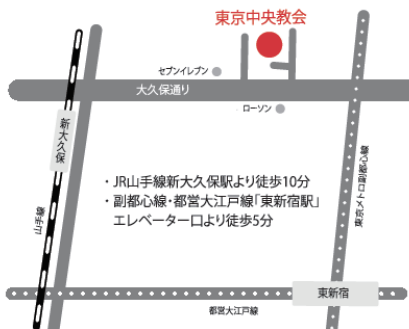 東京中央教会
セブンイレブン
大久保通り
ローソン
新大久保
山手線
・JR山手線新大久保駅より徒歩10分
・副都心線・都営大江戸線「東新宿駅」
エレベーター口より徒歩5分
東京メトロ副都心線
東新宿
都営大江戸線